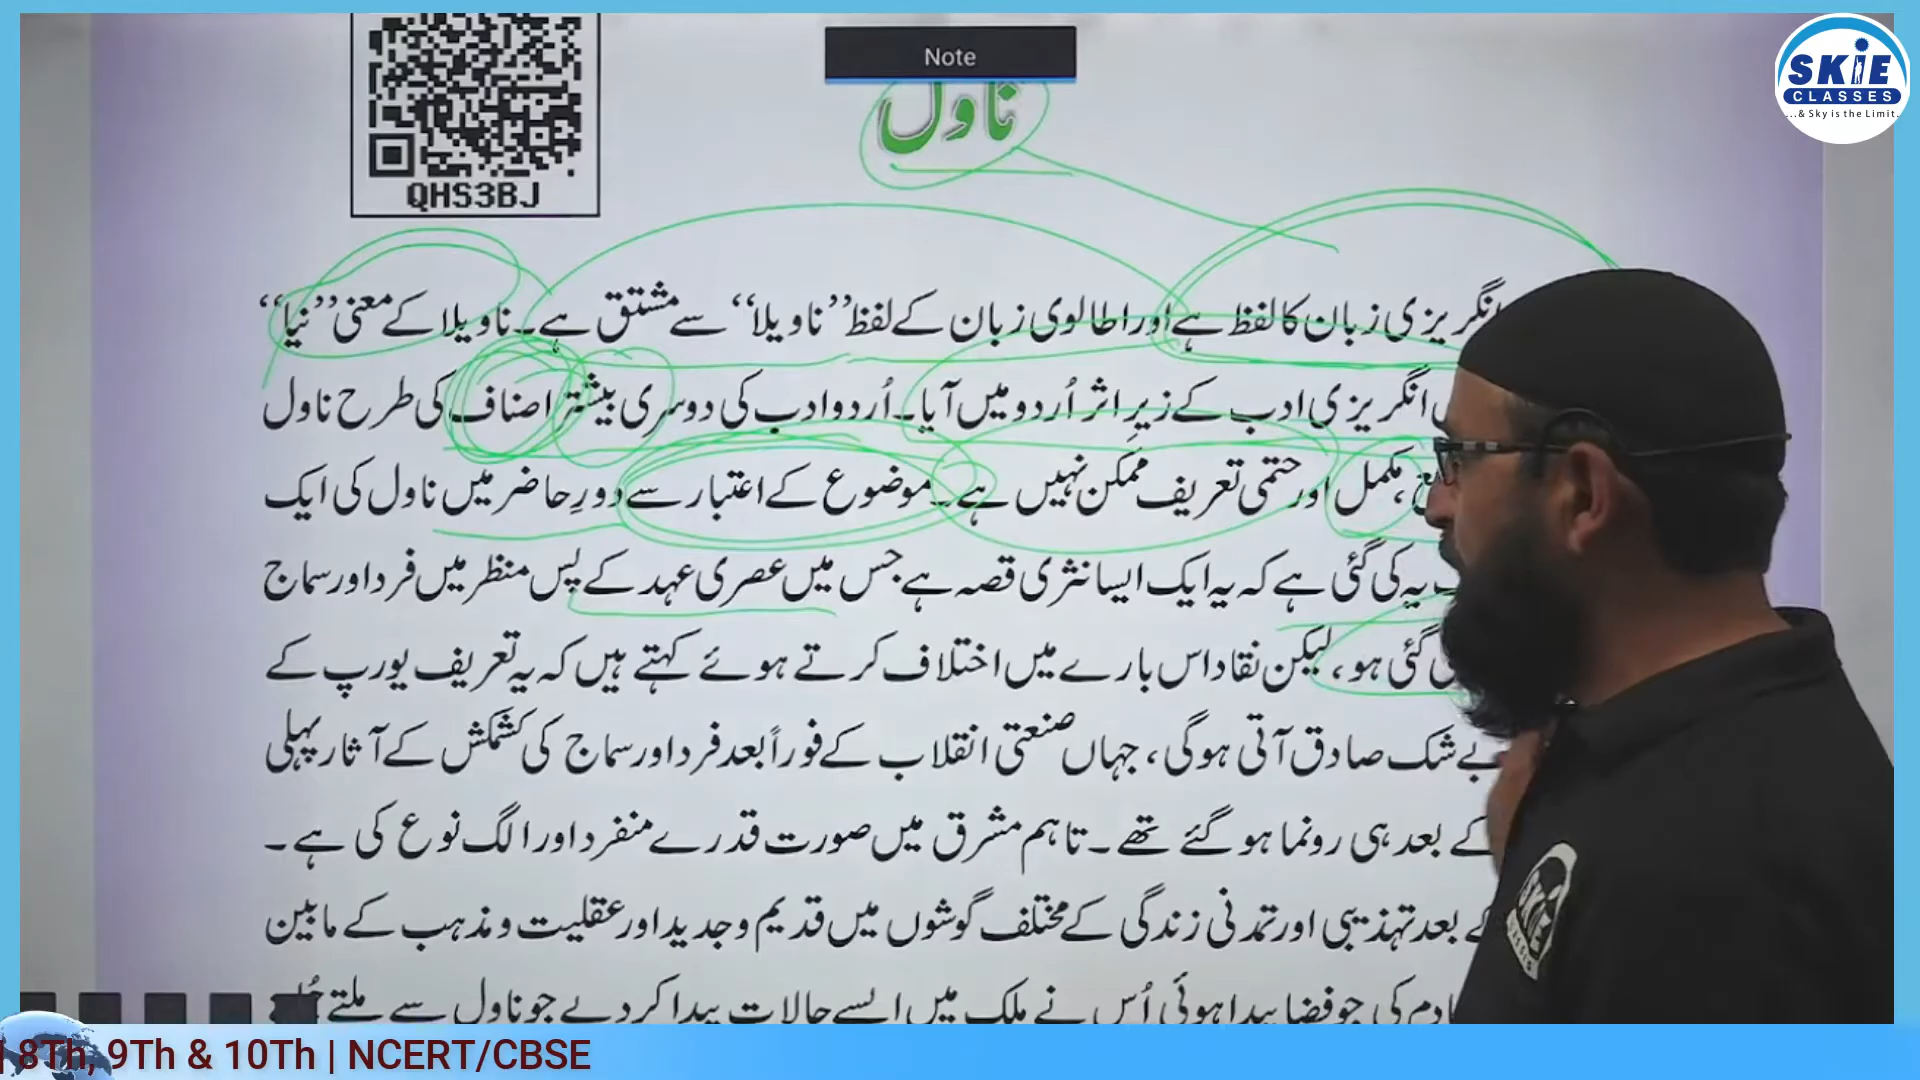 Note
SKIE
CLASSES
...& Sky is the Limit.
QHS3BJ
ناول
انگریزی زبان کا لفظ ہے اور اطالوی زبان کے لفظ ’’ناویلا‘‘ سے مشتق ہے۔ ناویلا کے معنی ’’نیا‘‘
انگریزی ادب کے زیرِ اثر اُردو میں آیا۔ اُردو ادب کی دوسری بیشتر اصناف کی طرح ناول
، مکمل اور حتمی تعریف ممکن نہیں ہے۔ موضوع کے اعتبار سے دورِ حاضر میں ناول کی ایک
یہ کی گئی ہے کہ یہ ایک ایسا نثری قصہ ہے جس میں عصری عہد کے پس منظر میں فرد اور سماج
گئی ہو، لیکن نقاد اس بارے میں اختلاف کرتے ہوئے کہتے ہیں کہ یہ تعریف یورپ کے
بے شک صادق آتی ہوگی، جہاں صنعتی انقلاب کے فوراً بعد فرد اور سماج کی کشمکش کے آثار پہلی
کے بعد ہی رونما ہو گئے تھے۔ تاہم مشرق میں صورت قدرے منفرد اور الگ نوع کی ہے۔
کے بعد تہذیبی اور تمدنی زندگی کے مختلف گوشوں میں قدیم و جدید اور عقلیت و مذہب کے مابین
کی جو فضا پیدا ہوئی اُس نے ملک میں ایسے حالات پیدا کر دیے جو ناول سے ملتے جُلتے
| 8Th, 9Th & 10Th | NCERT/CBSE